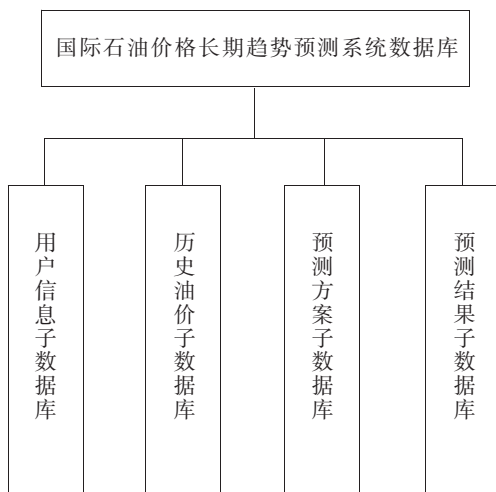 国际石油价格长期趋势预测系统数据库
用户信息子数据库
历史油价子数据库
预测方案子数据库
预测结果子数据库